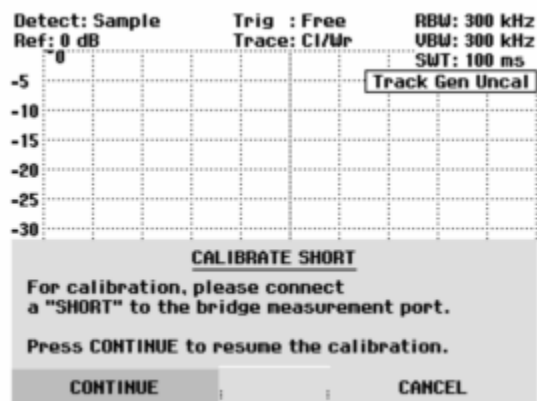 Detect: Sample Trig : Free RBW: 300 kHz
Ref: 0 dB Trace: Cl/Wr VBW: 300 kHz
0 SWT: 100 ms
-5 Track Gen Uncal
-10
-15
-20
-25
-30
CALIBRATE SHORT
For calibration, please connect
a "SHORT" to the bridge measurement port.
Press CONTINUE to resume the calibration.
CONTINUE CANCEL